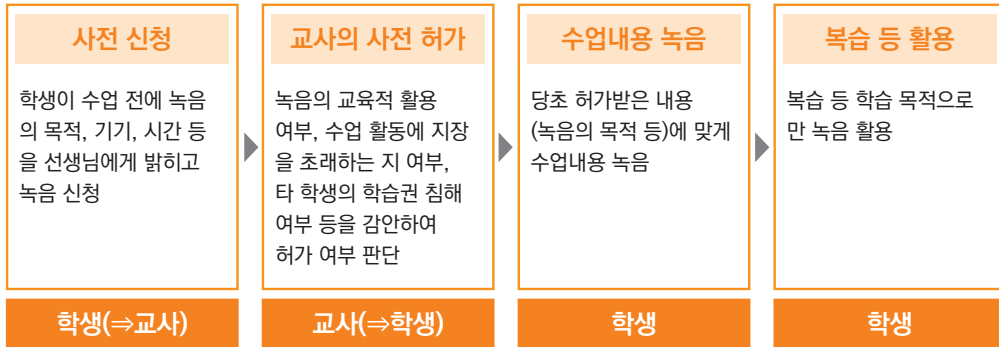 사전 신청
학생이 수업 전에 녹음
의 목적, 기기, 시간 등
을 선생님에게 밝히고
녹음 신청
학생(⇒교사)
교사의 사전 허가
녹음의 교육적 활용
여부, 수업 활동에 지장
을 초래하는 지 여부,
타 학생의 학습권 침해
여부 등을 감안하여
허가 여부 판단
교사(⇒학생)
수업내용 녹음
당초 허가받은 내용
(녹음의 목적 등)에 맞게
수업내용 녹음
학생
복습 등 활용
복습 등 학습 목적으로
만 녹음 활용
학생